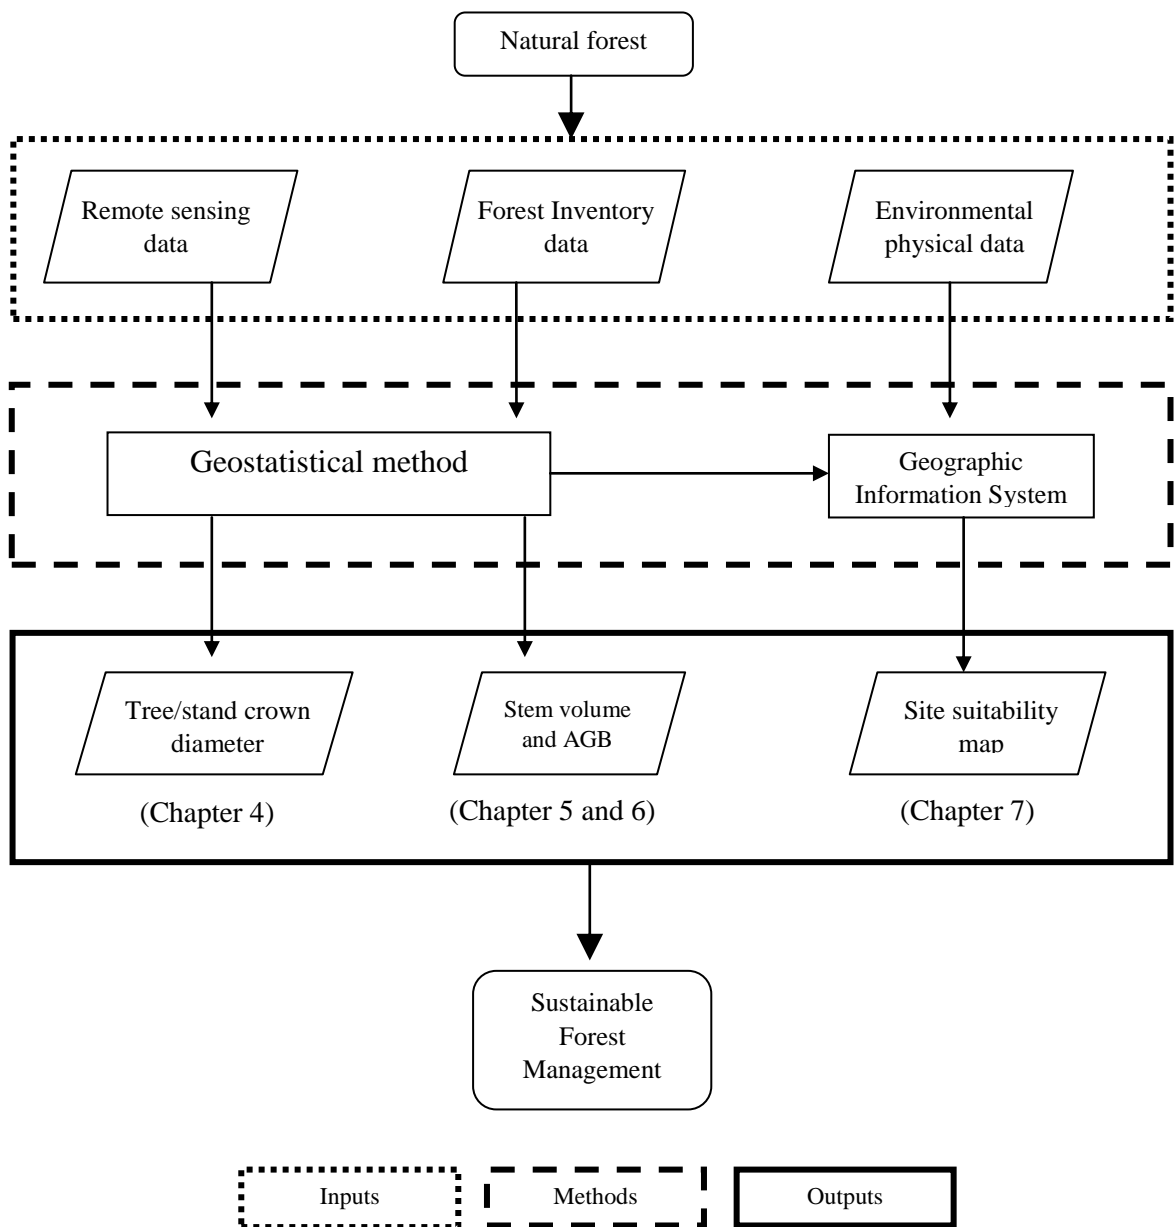 Natural forest
Remote sensing
data
Forest Inventory
data
Environmental
physical data
Geostatistical method
Geographic
Information System
Tree/stand crown
diameter
Stem volume
and AGB
Site suitability
map
(Chapter 4)
(Chapter 5 and 6)
(Chapter 7)
Sustainable
Forest
Management
Inputs
Methods
Outputs